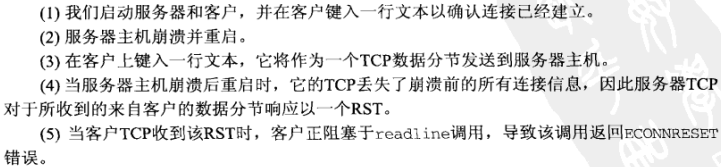 (1) 我们启动服务器和客户，并在客户键入一行文本以确认连接已经建立。
(2) 服务器主机崩溃并重启。
(3) 在客户上键入一行文本，它将作为一个TCP数据分节发送到服务器主机。
(4) 当服务器主机崩溃后重启时，它的TCP丢失了崩溃前的所有连接信息，因此服务器TCP
对于所收到的来自客户的数据分节响应以一个RST。
(5) 当客户TCP收到该RST时，客户正阻塞于readline调用，导致该调用返回ECONNRESET
错误。